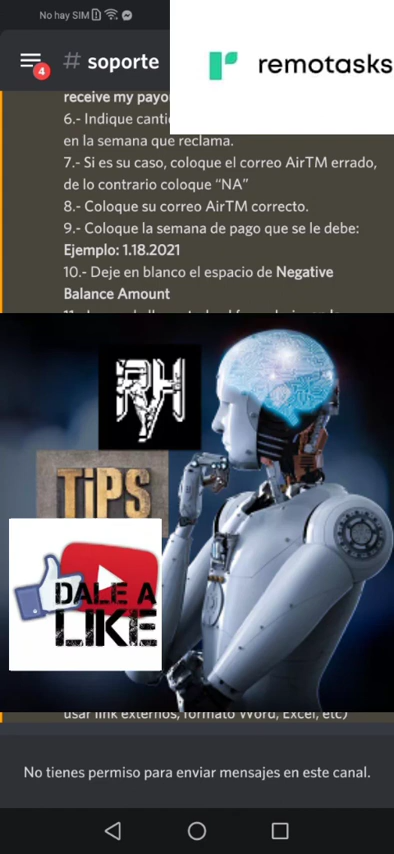 No hay SIM
4
# soporte
remotasks
receive my
6.- Indique
en la semana que reclama.
7.- Si es su caso, coloque el correo AirTM errado,
de lo contrario coloque “NA”
8.- Coloque su correo AirTM correcto.
9.- Coloque la semana de pago que se le debe:
Ejemplo: 1.18.2021
10.- Deje en blanco el espacio de Negative
Balance Amount
RYH
TiPS
DALE A
LIKE
usar link externos, formato Word, Excel, etc)
No tienes permiso para enviar mensajes en este canal.